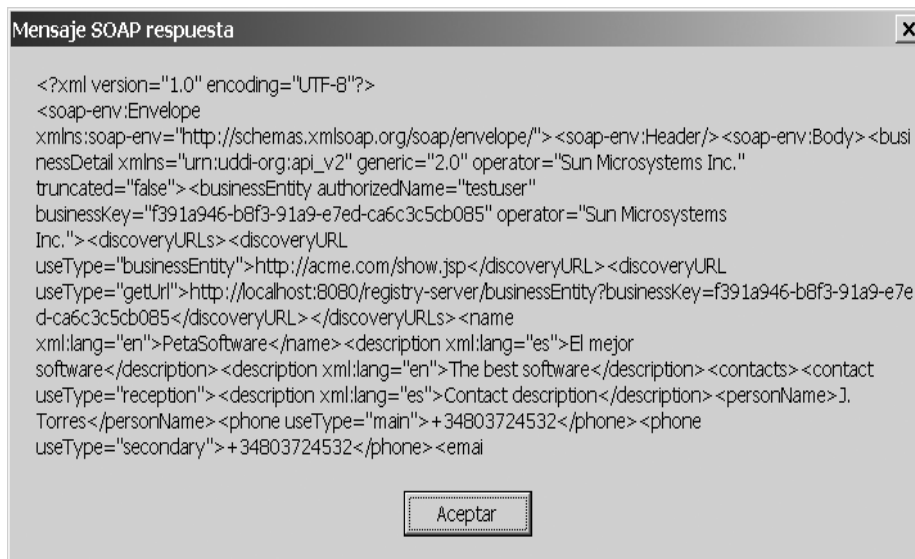 Mensaje SOAP respuesta
<?xml version="1.0" encoding="UTF-8"?>
<soap-env:Envelope
xmlns:soap-env="http://schemas.xmlsoap.org/soap/envelope/"><soap-env:Header/><soap-env:Body><busi
nessDetail xmlns="urn:uddi-org:api_v2" generic="2.0" operator="Sun Microsystems Inc."
truncated="false"><businessEntity authorizedName="testuser"
businessKey="f391a946-b8f3-91a9-e7ed-ca6c3c5cb085" operator="Sun Microsystems
Inc."><discoveryURLs><discoveryURL
useType="businessEntity">http://acme.com/show.jsp</discoveryURL><discoveryURL
useType="getUrl">http://localhost:8080/registry-server/businessEntity?businessKey=f391a946-b8f3-91a9-e7e
d-ca6c3c5cb085</discoveryURL></discoveryURLs><name
xml:lang="en">PetaSoftware</name><description xml:lang="es">El mejor
software</description><description xml:lang="en">The best software</description><contacts><contact
useType="reception"><description xml:lang="es">Contact description</description><personName>J.
Torres</personName><phone useType="main">+34803724532</phone><phone
useType="secondary">+34803724532</phone><emai
Aceptar